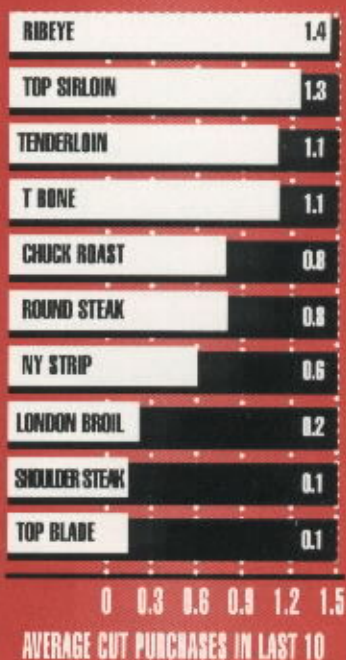 RIBEYE 1.4
TOP SIRLOIN 1.3
TENDERLOIN 1.1
T BONE 1.1
CHUCK ROAST 0.8
ROUND STEAK 0.8
NY STRIP 0.6
LONDON BROIL 0.2
SHOULDER STEAK 0.1
TOP BLADE 0.1
0 0.3 0.6 0.9 1.2 1.5
AVERAGE CUT PURCHASES IN LAST 10